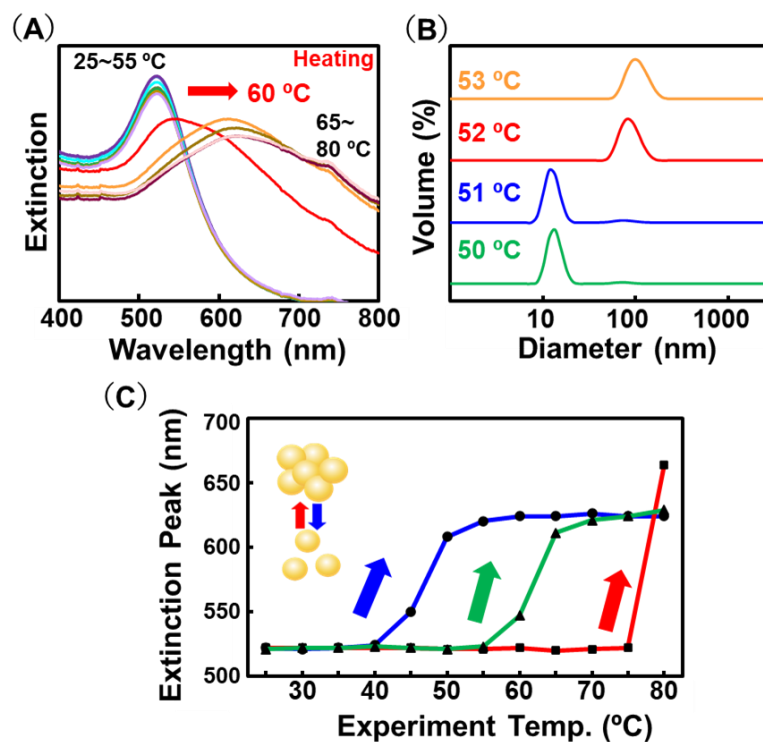 (A)
25~55 ºC
Heating
60 ºC
65~
80 ºC
Extinction
400 500 600 700 800
Wavelength (nm)
(B)
53 ºC
52 ºC
51 ºC
50 ºC
Volume (%)
10 100 1000
Diameter (nm)
(C)
700
650
600
550
500
Extinction Peak (nm)
30 40 50 60 70 80
Experiment Temp. (ºC)